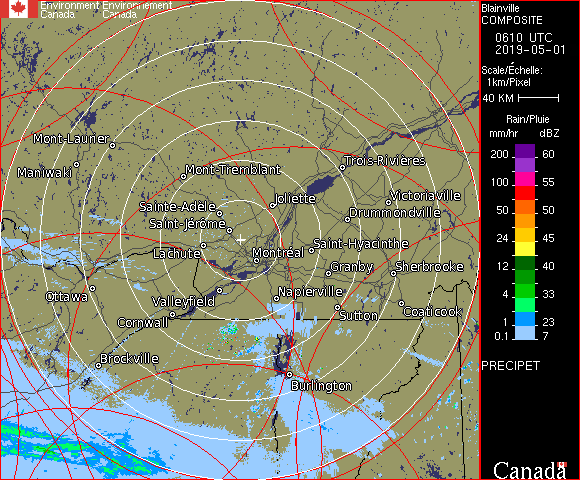 Environment Environnement
Canada Canada
Blainville
COMPOSITE
0610 UTC
2019-05-01
Scale/Échelle:
1km/Pixel
40 KM
Rain/Pluie
mm/hr dBZ
200 60
100 55
50 50
24 45
12 40
4 33
1 23
0.1 7
PRECIPET
Mont-Laurier
Maniwaki
Mont-Tremblant
Trois-Rivières
Sainte-Adèle
Joliette
Victoriaville
Drummondville
Saint-Jérôme
Lachute
Montréal
Saint-Hyacinthe
Granby
Sherbrooke
Ottawa
Valleyfield
Napierville
Cornwall
Sutton
Coaticook
Brockville
Burlington
Canada